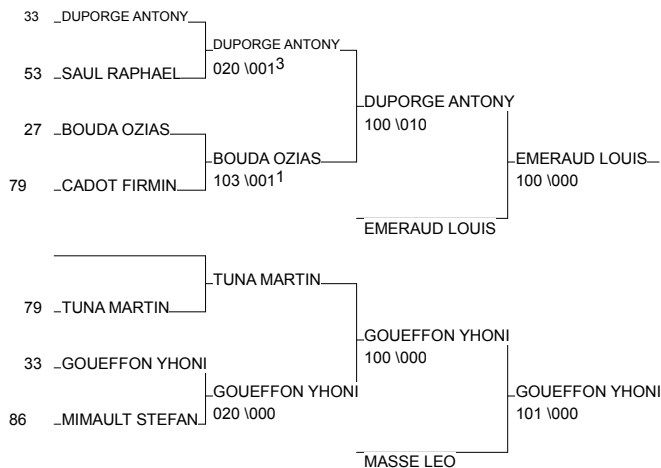 33 DUPORGE ANTONY
DUPORGE ANTONY
020 \001 3
53 SAUL RAPHAEL
DUPORGE ANTONY
100 \010
27 BOUDA OZIAS
BOUDA OZIAS
103 \001 1
EMERAUD LOUIS
100 \000
79 CADOT FIRMIN
EMERAUD LOUIS
TUNA MARTIN
79 TUNA MARTIN
GOUEFFON YHONI
100 \000
33 GOUEFFON YHONI
GOUEFFON YHONI
020 \000
GOUEFFON YHONI
101 \000
86 MIMAULT STEFAN
MASSE LEO